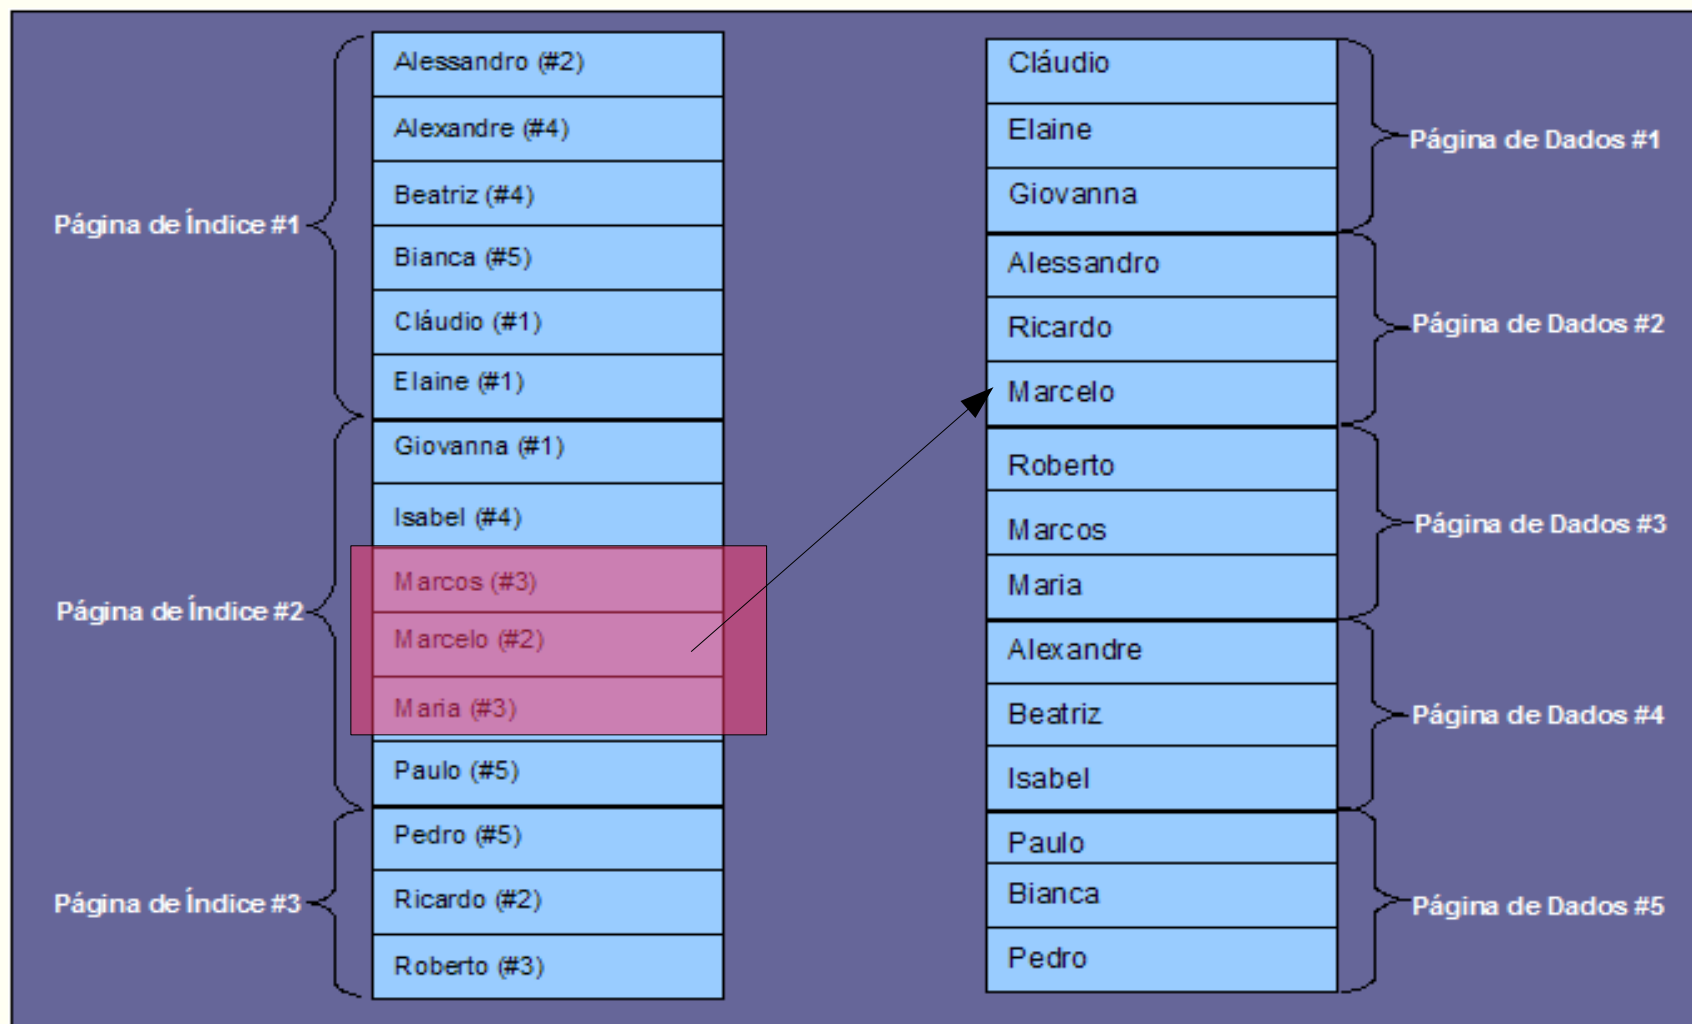 Página de Índice #1
Alessandro (#2)
Alexandre (#4)
Beatriz (#4)
Bianca (#5)
Cláudio (#1)
Elaine (#1)
Página de Índice #2
Giovanna (#1)
Isabel (#4)
Marcos (#3)
Marcelo (#2)
Maria (#3)
Paulo (#5)
Página de Índice #3
Pedro (#5)
Ricardo (#2)
Roberto (#3)
Cláudio
Elaine
Giovanna
Página de Dados #1
Alessandro
Ricardo
Marcelo
Página de Dados #2
Roberto
Marcos
Maria
Página de Dados #3
Alexandre
Beatriz
Isabel
Página de Dados #4
Paulo
Bianca
Pedro
Página de Dados #5